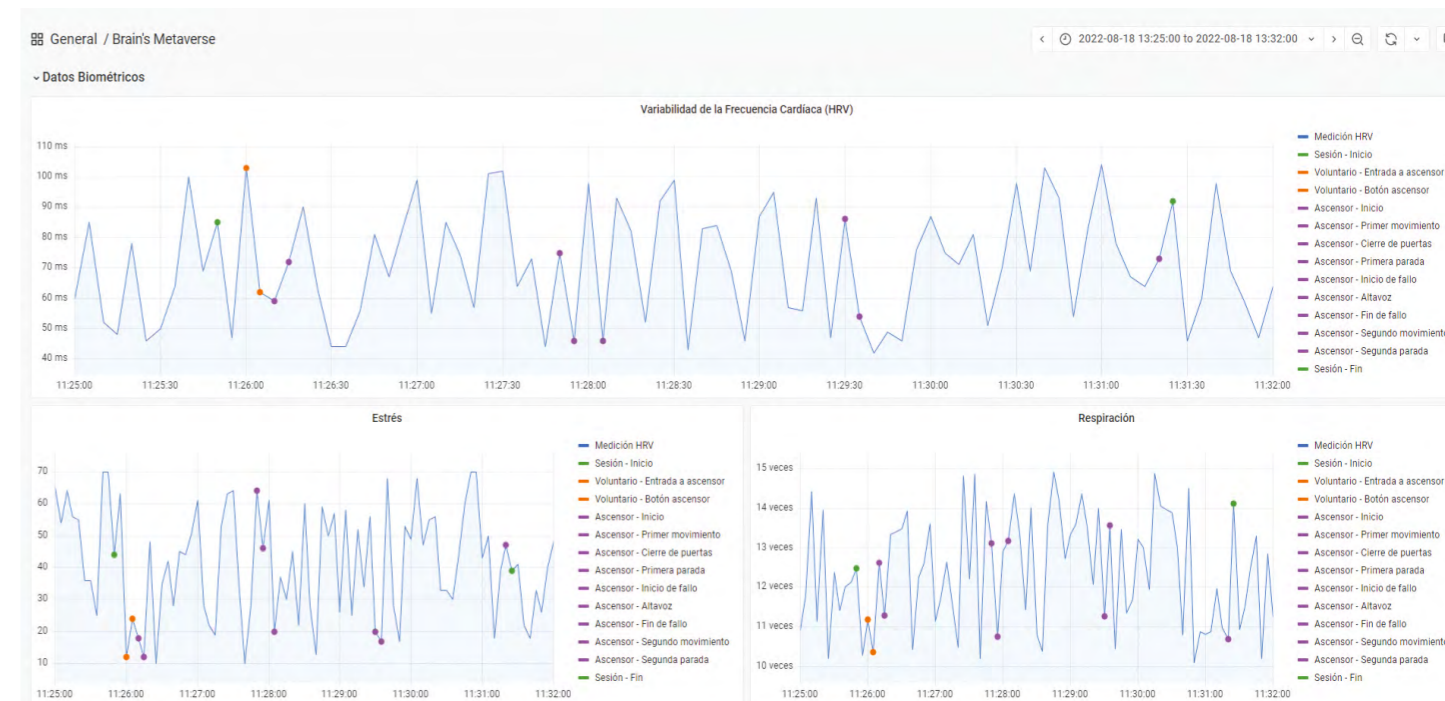 General / Brain's Metaverse
2022-08-18 13:25:00 to 2022-08-18 13:32:00
Datos Biométricos
Variabilidad de la Frecuencia Cardíaca (HRV)
110 ms
100 ms
90 ms
80 ms
70 ms
60 ms
50 ms
40 ms
11:25:00 11:25:30 11:26:00 11:26:30 11:27:00 11:27:30 11:28:00 11:28:30 11:29:00 11:29:30 11:30:00 11:30:30 11:31:00 11:31:30 11:32:00
Medición HRV
Sesión - Inicio
Voluntario - Entrada a ascensor
Voluntario - Botón ascensor
Ascensor - Inicio
Ascensor - Primer movimiento
Ascensor - Cierre de puertas
Ascensor - Primera parada
Ascensor - Inicio de fallo
Ascensor - Altavoz
Ascensor - Fin de fallo
Ascensor - Segundo movimiento
Ascensor - Segunda parada
Sesión - Fin
Estrés
70
60
50
40
30
20
10
11:25:00 11:26:00 11:27:00 11:28:00 11:29:00 11:30:00 11:31:00 11:32:00
Medición HRV
Sesión - Inicio
Voluntario - Entrada a ascensor
Voluntario - Botón ascensor
Ascensor - Inicio
Ascensor - Primer movimiento
Ascensor - Cierre de puertas
Ascensor - Primera parada
Ascensor - Inicio de fallo
Ascensor - Altavoz
Ascensor - Fin de fallo
Ascensor - Segundo movimiento
Ascensor - Segunda parada
Sesión - Fin
Respiración
15 veces
14 veces
13 veces
12 veces
11 veces
10 veces
11:25:00 11:26:00 11:27:00 11:28:00 11:29:00 11:30:00 11:31:00 11:32:00
Medición HRV
Sesión - Inicio
Voluntario - Entrada a ascensor
Voluntario - Botón ascensor
Ascensor - Inicio
Ascensor - Primer movimiento
Ascensor - Cierre de puertas
Ascensor - Primera parada
Ascensor - Inicio de fallo
Ascensor - Altavoz
Ascensor - Fin de fallo
Ascensor - Segundo movimiento
Ascensor - Segunda parada
Sesión - Fin